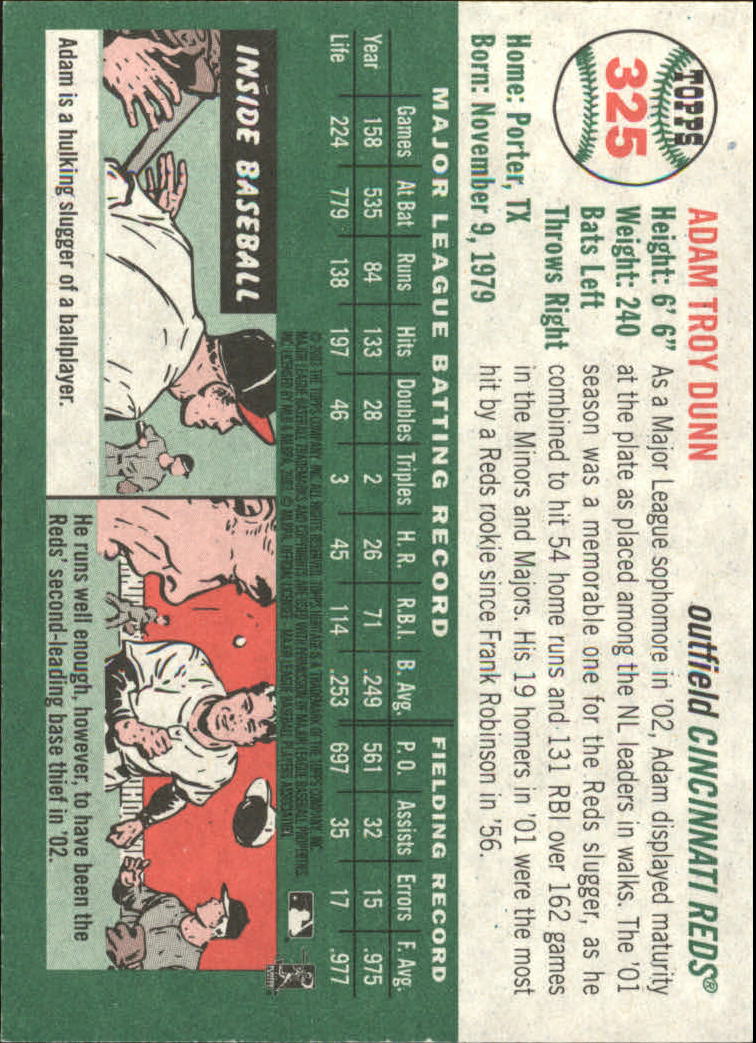 TOPPS
325
ADAM TROY DUNN
outfield CINCINNATI REDS®
Height: 6' 6"
Weight: 240
Bats Left
Throws Right
Home: Porter, TX
Born: November 9, 1979
As a Major League sophomore in '02, Adam displayed maturity
at the plate as placed among the NL leaders in walks. The '01
season was a memorable one for the Reds slugger, as he
combined to hit 54 home runs and 131 RBI over 162 games
in the Minors and Majors. His 19 homers in '01 were the most
hit by a Reds rookie since Frank Robinson in '56.
MAJOR LEAGUE BATTING RECORD FIELDING RECORD
Games At Bat Runs Hits Doubles Triples H. R. R.B.I. B. Avg. P. O. Assists Errors F. Avg.
Year 158 535 84 133 28 2 26 71 .249 561 32 15 .975
Life 224 779 138 197 46 3 45 114 .253 697 35 17 .977
INSIDE BASEBALL
Adam is a hulking slugger of a ballplayer.
He runs well enough, however, to have been the
Reds' second-leading base thief in '02.